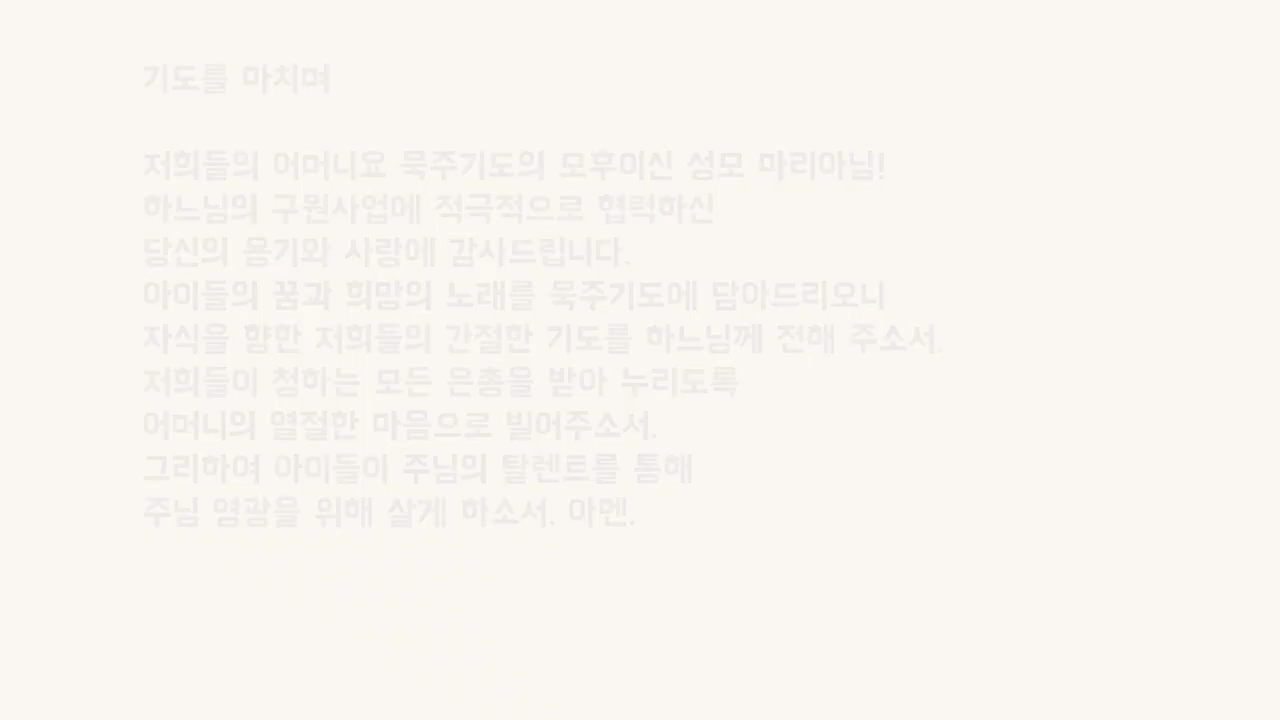 기도를 마치며
저희들의 어머니요 묵주기도의 모후이신 성모 마리아님!
하느님의 구원사업에 적극적으로 협력하신
당신의 용기와 사랑에 감사드립니다.
아이들의 꿈과 희망의 노래를 묵주기도에 담아드리오니
자식을 향한 저희들의 간절한 기도를 하느님께 전해 주소서.
저희들이 청하는 모든 은총을 받아 누리도록
어머니의 열절한 마음으로 빌어주소서.
그리하여 아이들이 주님의 탈렌트를 통해
주님 영광을 위해 살게 하소서. 아멘.